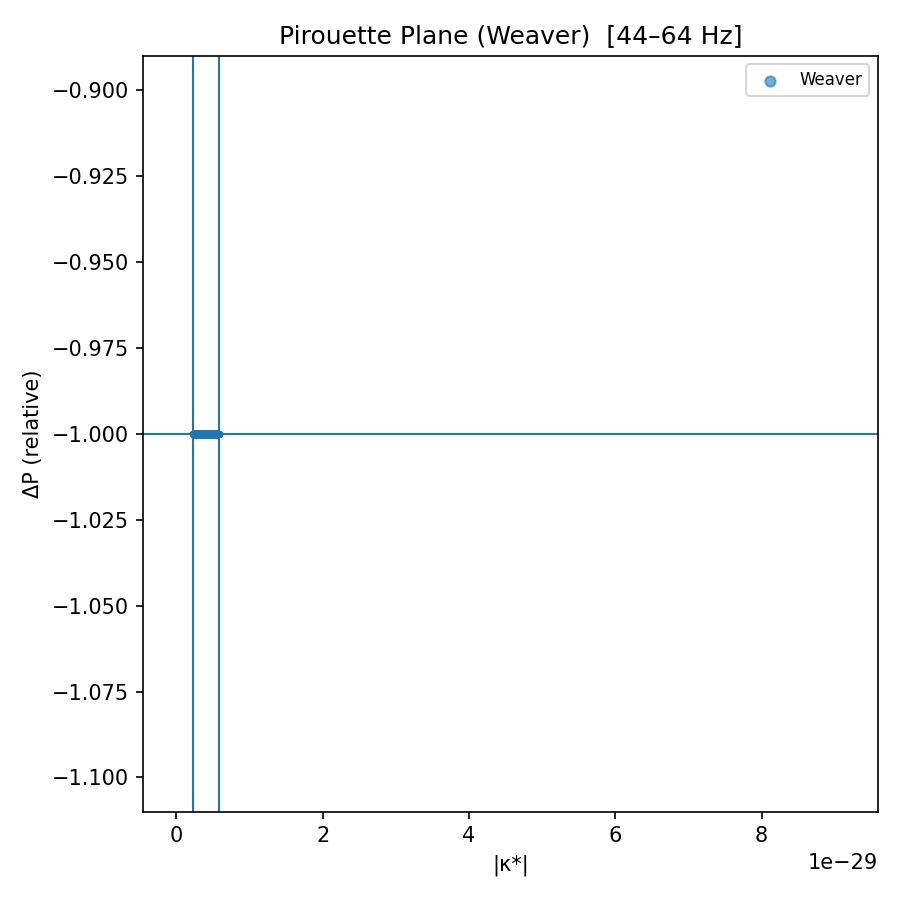 Pirouette Plane (Weaver)  [44–64 Hz]
Weaver
−0.900
−0.925
−0.950
−0.975
−1.000
−1.025
−1.050
−1.075
−1.100
ΔP (relative)
0 2 4 6 8
1e−29
|κ*|